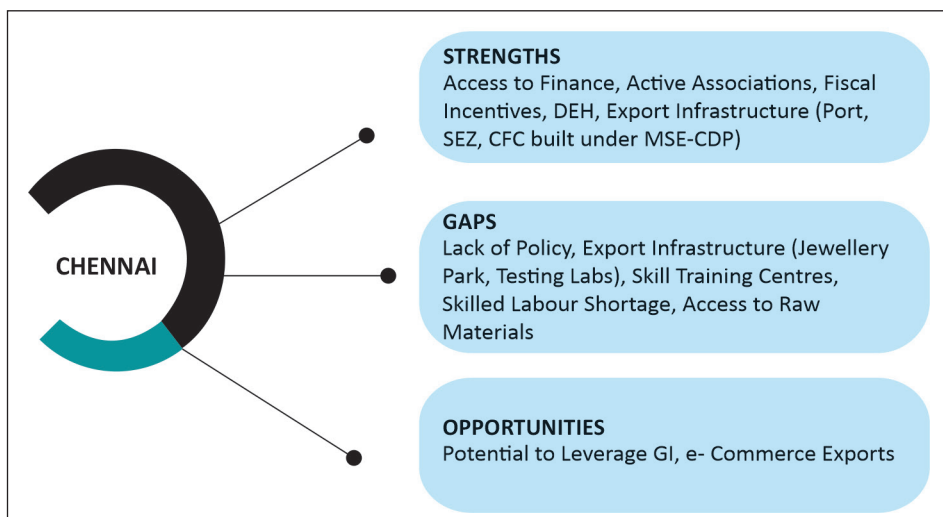 CHENNAI
STRENGTHS
Access to Finance, Active Associations, Fiscal
Incentives, DEH, Export Infrastructure (Port,
SEZ, CFC built under MSE-CDP)
GAPS
Lack of Policy, Export Infrastructure (Jewellery
Park, Testing Labs), Skill Training Centres,
Skilled Labour Shortage, Access to Raw
Materials
OPPORTUNITIES
Potential to Leverage GI, e- Commerce Exports